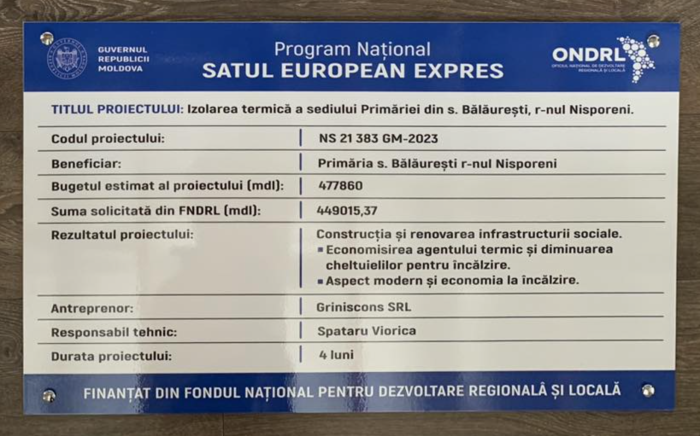 GUVERNUL
REPUBLICII
MOLDOVA
Program Național
SATUL EUROPEAN EXPRES
ONDRL
OFICIUL NAȚIONAL DE DEZVOLTARE
REGIONALĂ ȘI LOCALĂ
TITLUL PROIECTULUI: Izolarea termică a sediului Primăriei din s. Bălăurești, r-nul Nisporeni.
Codul proiectului: NS 21 383 GM-2023
Beneficiar: Primăria s. Bălăurești r-nul Nisporeni
Bugetul estimat al proiectului (mdl): 477860
Suma solicitată din FNDRL (mdl): 449015,37
Rezultatul proiectului: Construcția și renovarea infrastructurii sociale.
▪ Economisirea agentului termic și diminuarea
cheltuielilor pentru încălzire.
▪ Aspect modern și economia la încălzire.
Antreprenor: Griniscons SRL
Responsabil tehnic: Spataru Viorica
Durata proiectului: 4 luni
FINANȚAT DIN FONDUL NAȚIONAL PENTRU DEZVOLTARE REGIONALĂ ȘI LOCALĂ